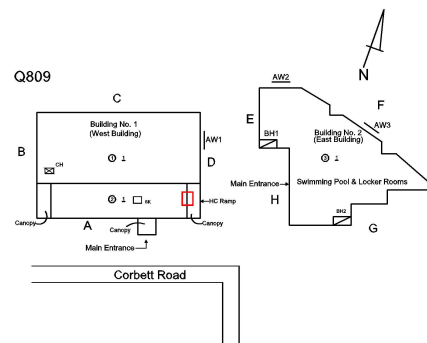 N
Q809
C
AW2
F
Building No. 1
(West Building)
B
AW1
D
E
BH1
Building No. 2
(East Building)
AW3
1 1
CH
3 1
Main Entrance
Swimming Pool & Locker Rooms
H
2 1
SK
HC Ramp
BH2
G
A
Canopy
Canopy
Canopy
Main Entrance
Corbett Road